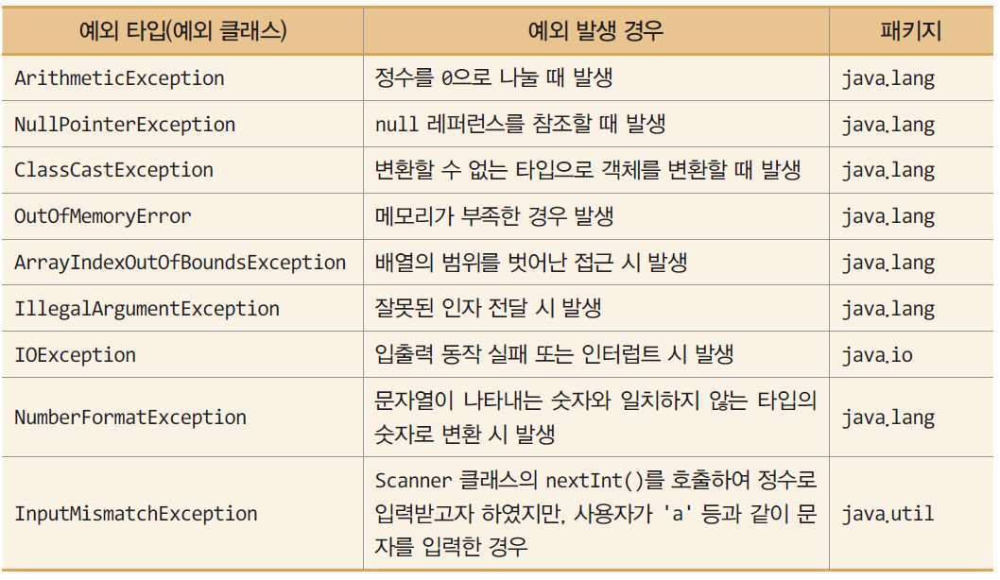 예외 타입(예외 클래스) 예외 발생 경우 패키지
ArithmeticException 정수를 0으로 나눌 때 발생 java.lang
NullPointerException null 레퍼런스를 참조할 때 발생 java.lang
ClassCastException 변환할 수 없는 타입으로 객체를 변환할 때 발생 java.lang
OutOfMemoryError 메모리가 부족한 경우 발생 java.lang
ArrayIndexOutOfBoundsException 배열의 범위를 벗어난 접근 시 발생 java.lang
IllegalArgumentException 잘못된 인자 전달 시 발생 java.lang
IOException 입출력 동작 실패 또는 인터럽트 시 발생 java.io
NumberFormatException 문자열이 나타내는 숫자와 일치하지 않는 타입의
숫자로 변환 시 발생 java.lang
InputMismatchException Scanner 클래스의 nextInt()를 호출하여 정수로
입력받고자 하였지만, 사용자가 'a' 등과 같이 문
자를 입력한 경우 java.util